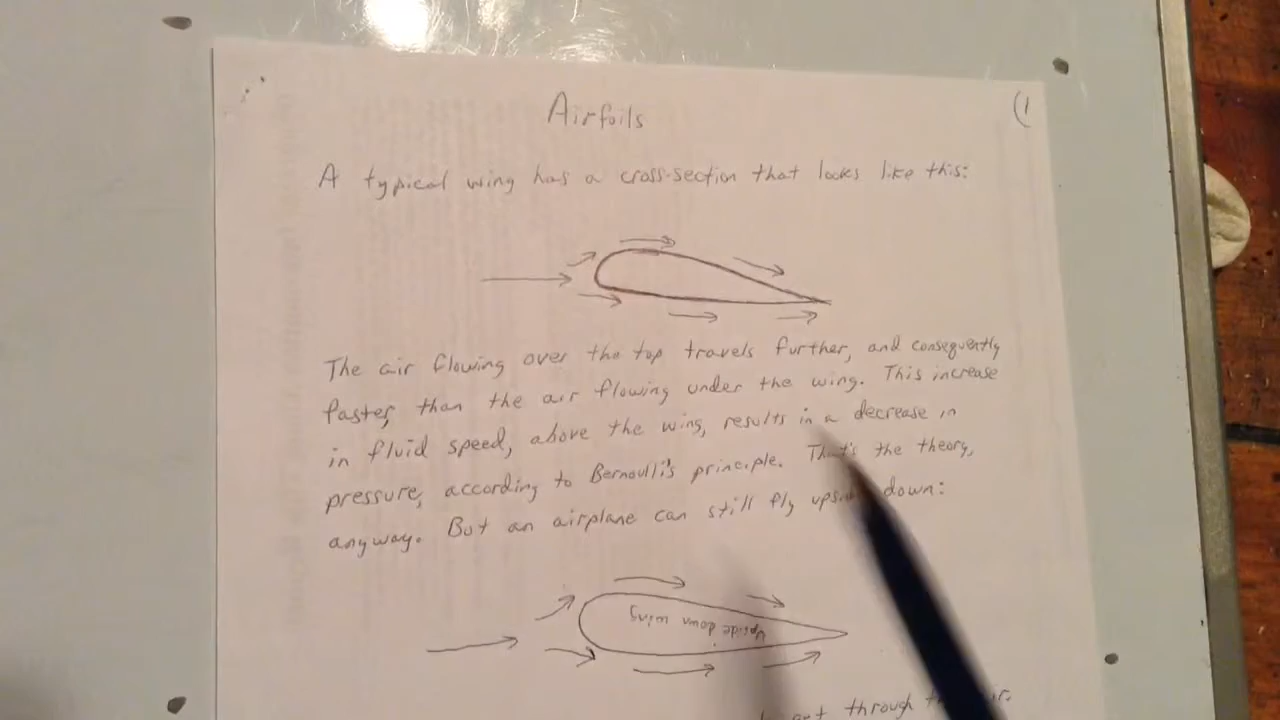 Airfoils
(1
A typical wing has a cross-section that looks like this:
The air flowing over the top travels further, and consequently
faster, than the air flowing under the wing. This increase
in fluid speed, above the wing, results in a decrease in
pressure, according to Bernoulli's principle. That's the theory,
anyway. But an airplane can still fly down:
Upside down wing
get through